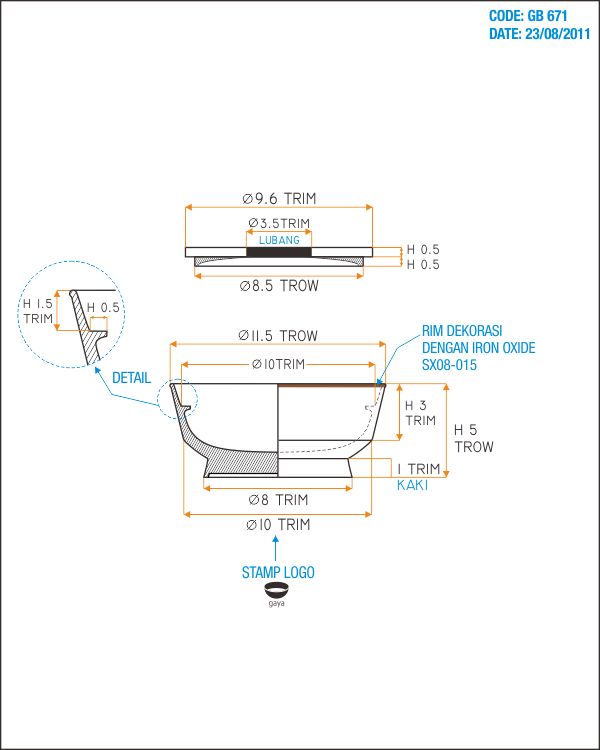 CODE: GB 671
DATE: 23/08/2011
Ø9.6 TRIM
Ø3.5TRIM
LUBANG
H 0.5
H 0.5
Ø8.5 TROW
H 1.5
TRIM
H 0.5
DETAIL
Ø11.5 TROW
Ø10TRIM
RIM DEKORASI
DENGAN IRON OXIDE
SX08-015
H 3
TRIM
H 5
TROW
1 TRIM
KAKI
Ø8 TRIM
Ø10 TRIM
STAMP LOGO
gaya